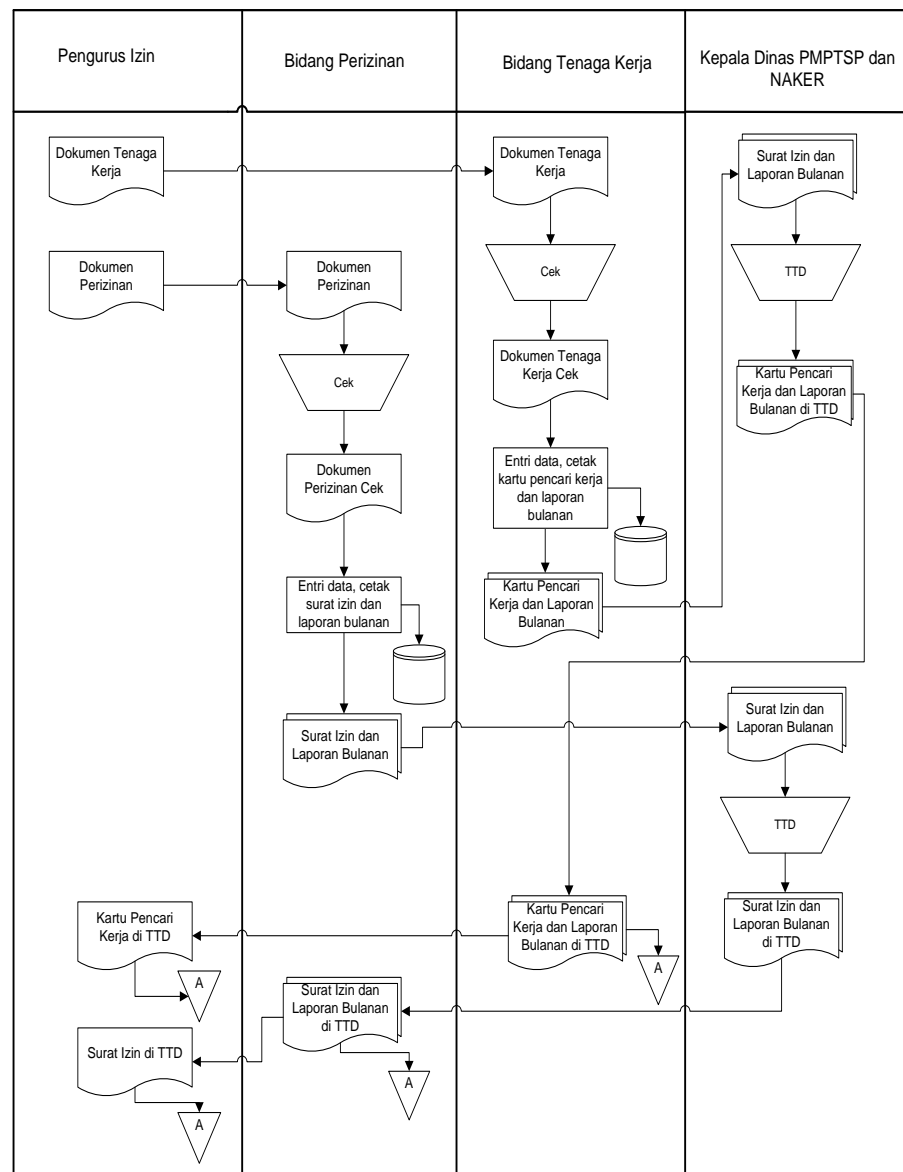 Pengurus Izin
Bidang Perizinan
Bidang Tenaga Kerja
Kepala Dinas PMPTSP dan
NAKER
Dokumen Tenaga
Kerja
Dokumen Tenaga
Kerja
Surat Izin dan
Laporan Bulanan
Dokumen
Perizinan
Dokumen
Perizinan
Cek
TTD
Cek
Dokumen Tenaga
Kerja Cek
Kartu Pencari
Kerja dan Laporan
Bulanan di TTD
Dokumen
Perizinan Cek
Entri data, cetak
kartu pencari kerja
dan laporan
bulanan
Entri data, cetak
surat izin dan
laporan bulanan
Kartu Pencari
Kerja dan Laporan
Bulanan
Surat Izin dan
Laporan Bulanan
Surat Izin dan
Laporan Bulanan
TTD
Kartu Pencari
Kerja di TTD
A
Kartu Pencari
Kerja dan Laporan
Bulanan di TTD
A
Surat Izin dan
Laporan Bulanan
di TTD
Surat Izin dan
Laporan Bulanan
di TTD
A
Surat Izin di TTD
A